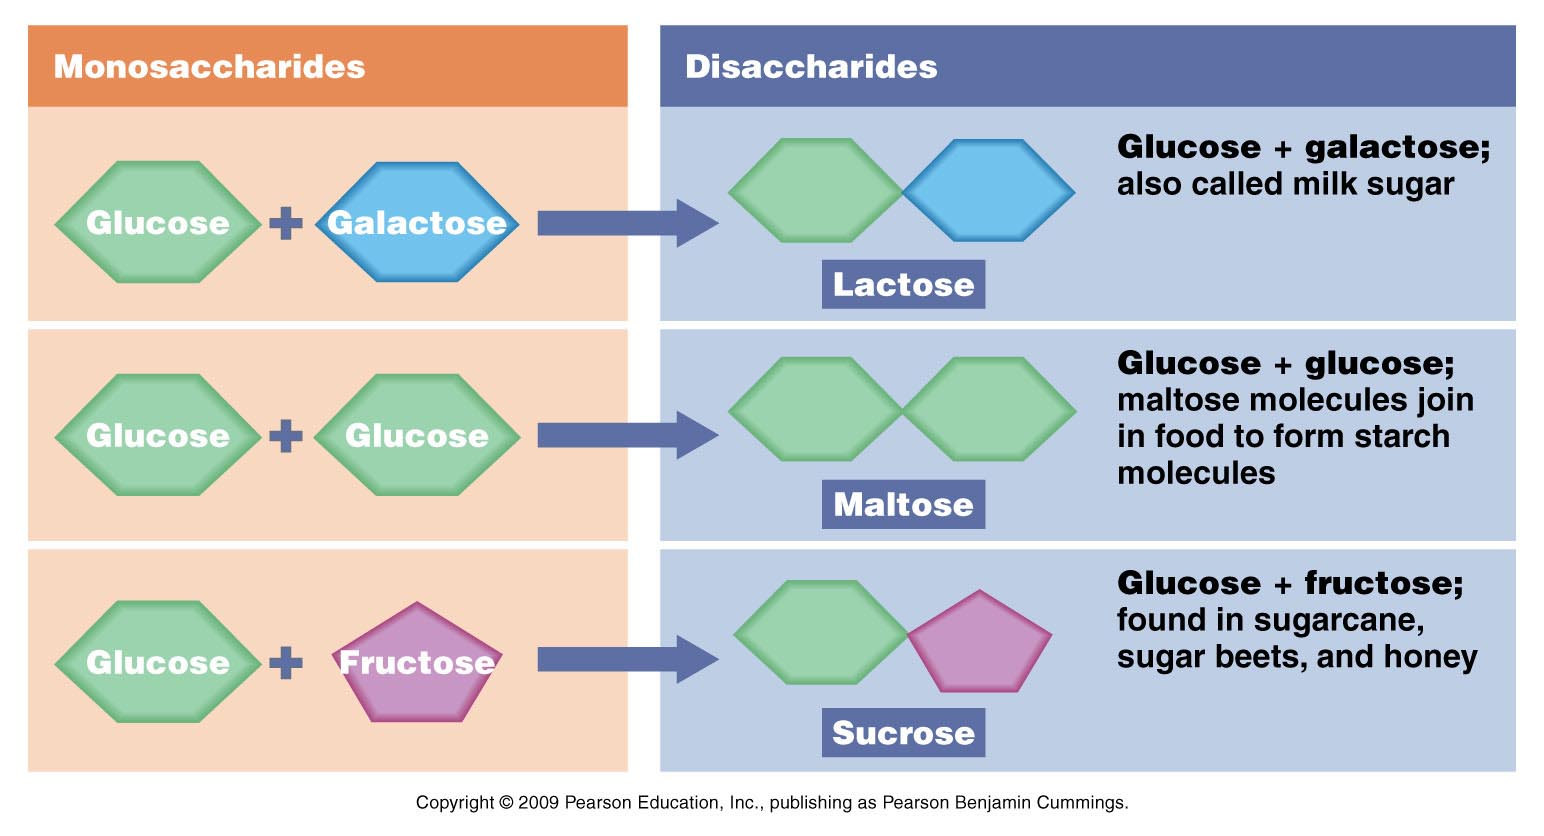 Monosaccharides
Disaccharides
Glucose + Galactose
Glucose + galactose;
also called milk sugar
Lactose
Glucose + Glucose
Glucose + glucose;
maltose molecules join
in food to form starch
molecules
Maltose
Glucose + Fructose
Glucose + fructose;
found in sugarcane,
sugar beets, and honey
Sucrose
Copyright © 2009 Pearson Education, Inc., publishing as Pearson Benjamin Cummings.